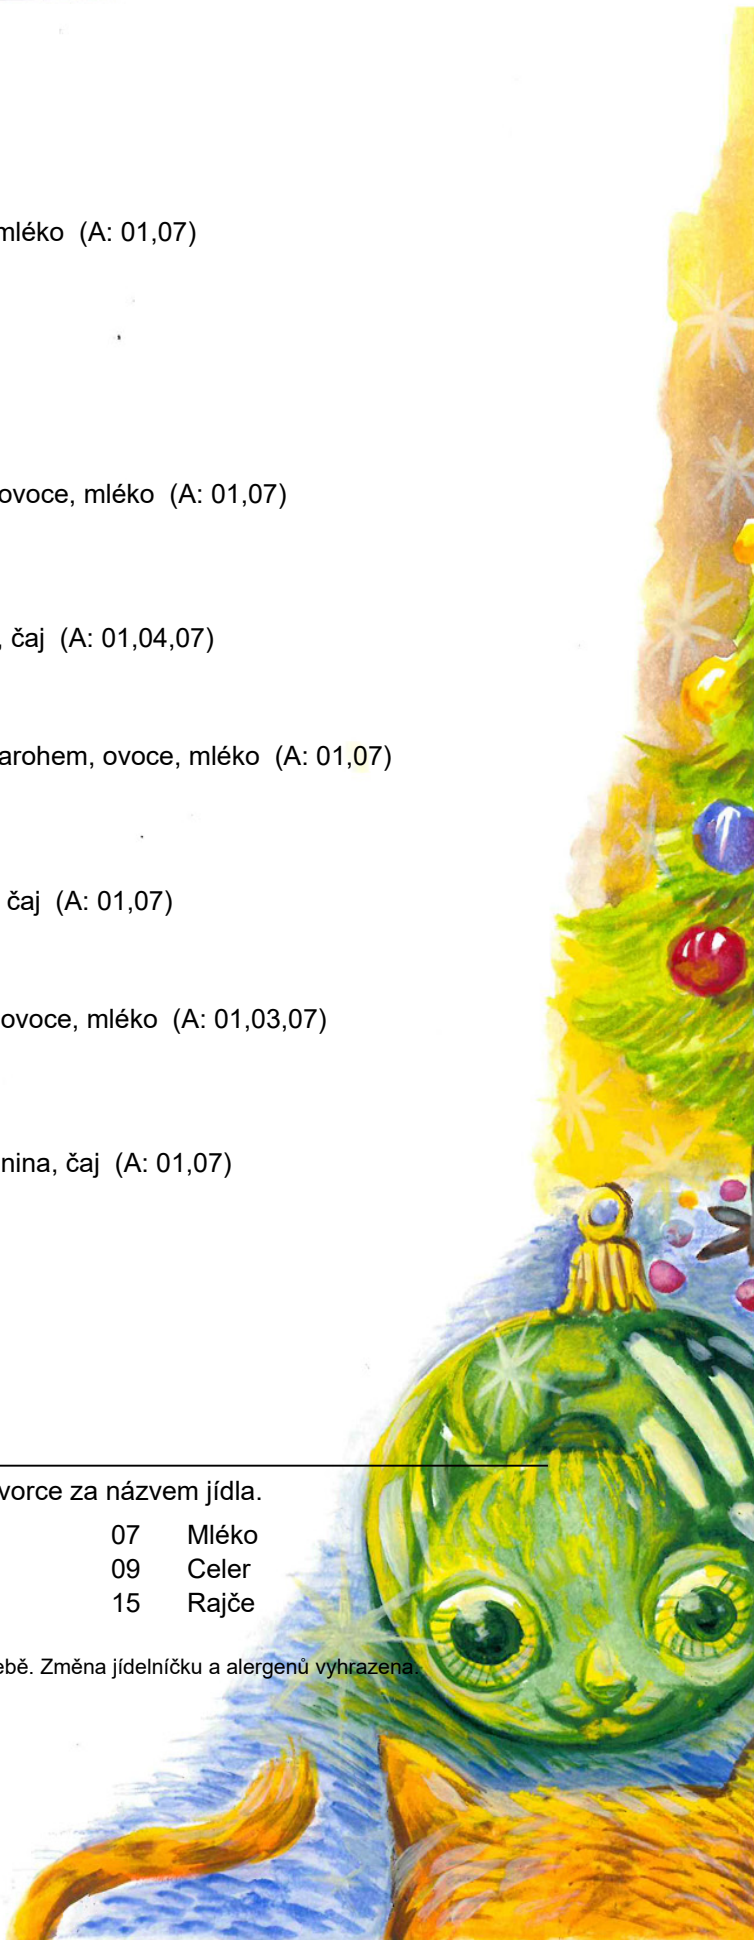 mléko (A: 01,07)
ovoce, mléko (A: 01,07)
, čaj (A: 01,04,07)
arohem, ovoce, mléko (A: 01,07)
čaj (A: 01,07)
ovoce, mléko (A: 01,03,07)
nina, čaj (A: 01,07)
vorce za názvem jídla.
07 Mléko
09 Celer
15 Rajče
ebě. Změna jídelníčku a alergenů vyhrazena.